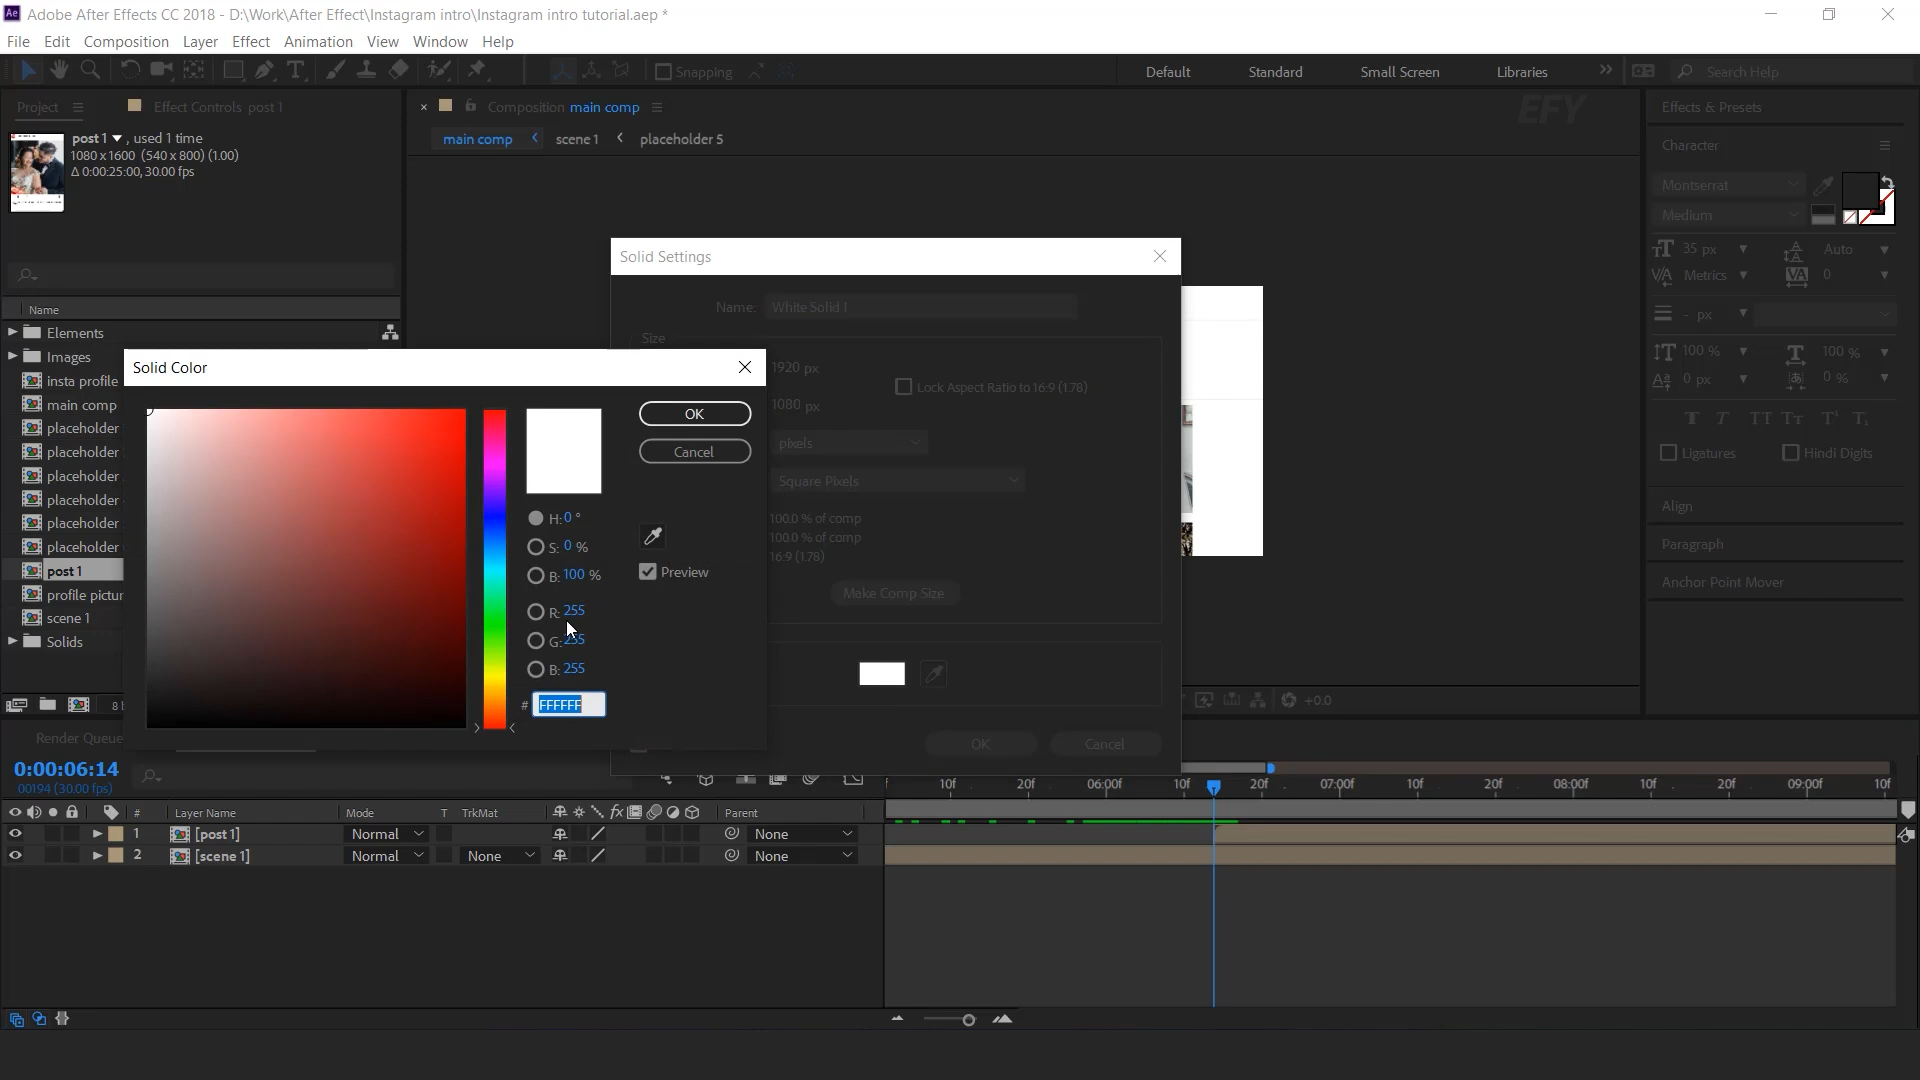 Ae Adobe After Effects CC 2018 - D:\Work\After Effect\Instagram intro\Instagram intro tutorial.aep *
File Edit Composition Layer Effect Animation View Window Help
Snapping Default Standard Small Screen Libraries Search Help
Project Effect Controls post 1 Composition main comp EFY Effects & Presets
post 1 , used 1 time
1080 x 1600 (540 x 800) (1.00)
Δ 0:00:25:00, 30.00 fps
main comp scene 1 placeholder 5
Character
Montserrat
Medium
35 px Auto
Metrics 0
- px
100 % 100 %
0 px 0 %
Ligatures Hindi Digits
Align
Paragraph
Anchor Point Mover
Name
Elements
Images
insta profile
main comp
placeholder
placeholder
placeholder
placeholder
placeholder
placeholder
post 1
profile pictur
scene 1
Solids
8 b
Solid Settings
Name: White Solid 1
Size
1920 px
Lock Aspect Ratio to 16:9 (1.78)
1080 px
pixels
Square Pixels
100.0 % of comp
100.0 % of comp
16:9 (1.78)
Make Comp Size
OK Cancel
Solid Color
OK
Cancel
H: 0 °
S: 0 %
B: 100 %
Preview
R: 255
G: 255
B: 255
# FFFFFF
+0.0
Render Queue
0:00:06:14
00194 (30.00 fps)
10f 20f 06:00f 10f 20f 07:00f 10f 20f 08:00f 10f 20f 09:00f 10f
# Layer Name Mode T TrkMat fx Parent
1 [post 1] Normal None
2 [scene 1] Normal None None